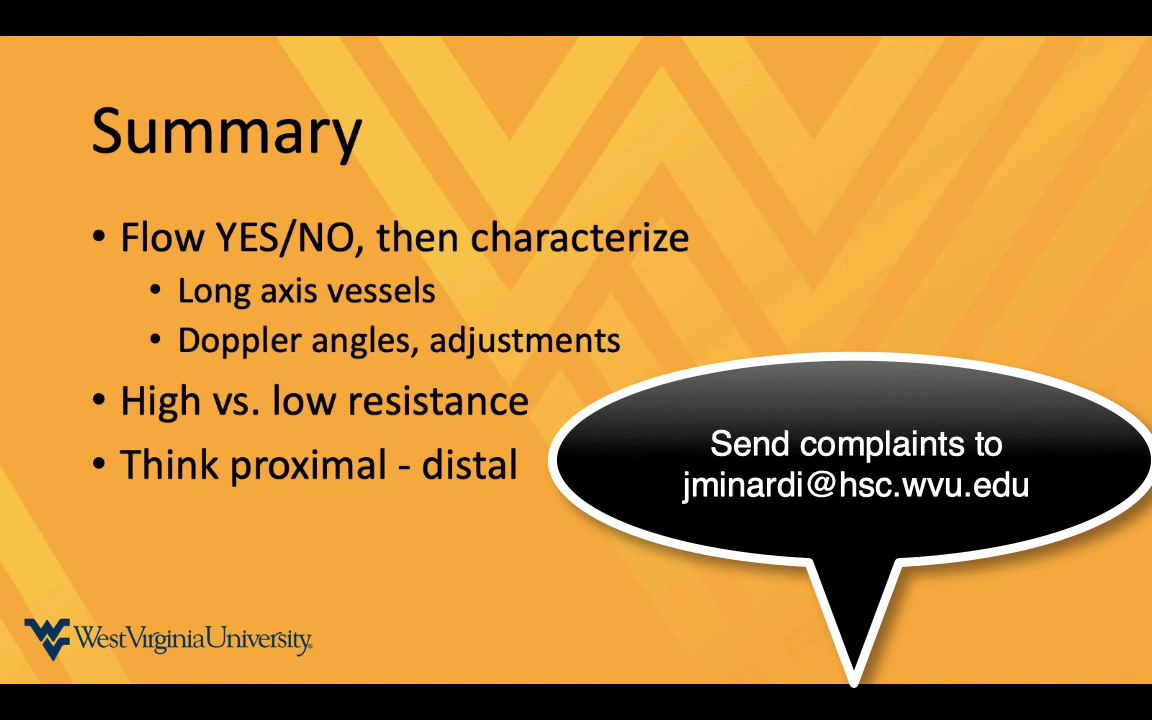 Summary
• Flow YES/NO, then characterize
• Long axis vessels
• Doppler angles, adjustments
• High vs. low resistance
• Think proximal - distal
Send complaints to
jminardi@hsc.wvu.edu
WestVirginiaUniversity®